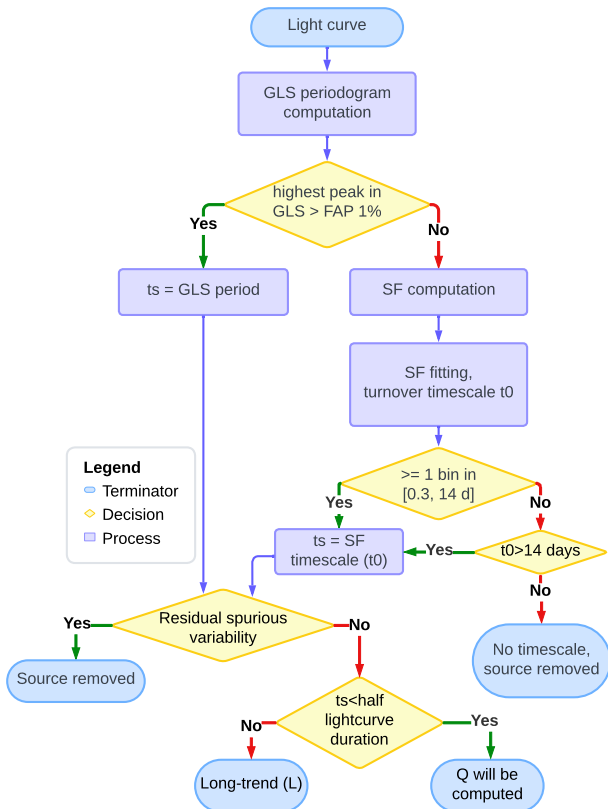 Light curve
GLS periodogram
computation
highest peak in
GLS > FAP 1%
Yes
No
ts = GLS period
SF computation
SF fitting,
turnover timescale t0
Legend
Terminator
Decision
Process
>= 1 bin in
[0.3, 14 d]
Yes
No
ts = SF
timescale (t0)
Yes
t0>14 days
No
Residual spurious
variability
Yes
No
No timescale,
source removed
Source removed
ts<half
lightcurve
duration
No
Yes
Long-trend (L)
Q will be
computed